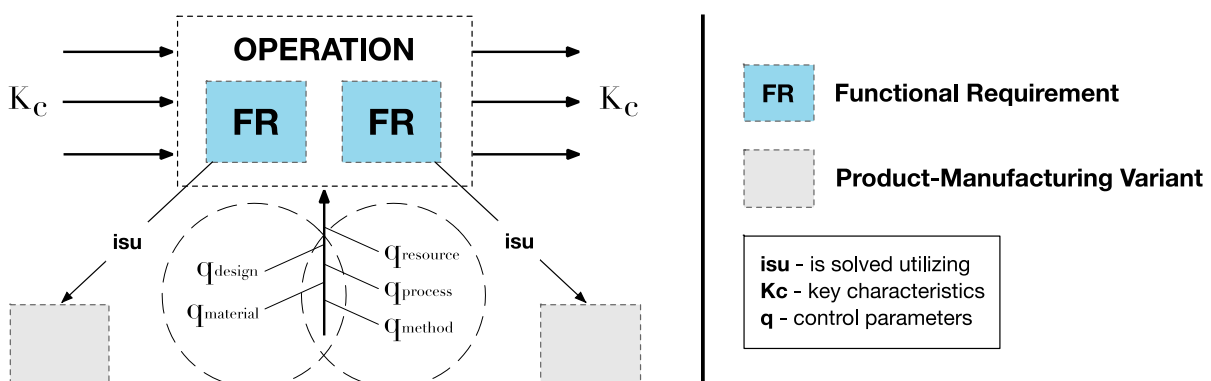 OPERATION
Kc
FR
FR
Kc
isu
isu
qdesign
qmaterial
qresource
qprocess
qmethod
FR
Functional Requirement
Product-Manufacturing Variant
isu - is solved utilizing
Kc - key characteristics
q - control parameters